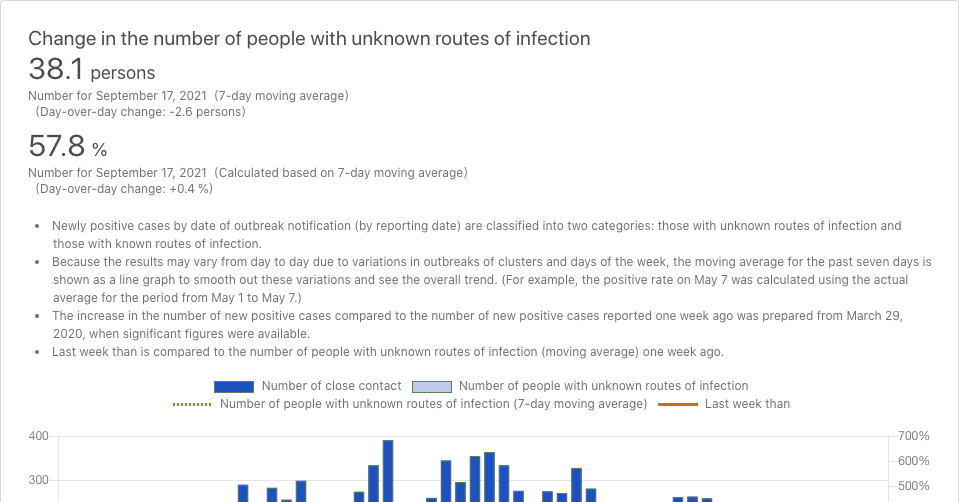 Change in the number of people with unknown routes of infection
38.1 persons
Number for September 17, 2021 (7-day moving average)
(Day-over-day change: -2.6 persons)
57.8 %
Number for September 17, 2021 (Calculated based on 7-day moving average)
(Day-over-day change: +0.4 %)
• Newly positive cases by date of outbreak notification (by reporting date) are classified into two categories: those with unknown routes of infection and
those with known routes of infection.
• Because the results may vary from day to day due to variations in outbreaks of clusters and days of the week, the moving average for the past seven days is
shown as a line graph to smooth out these variations and see the overall trend. (For example, the positive rate on May 7 was calculated using the actual
average for the period from May 1 to May 7.)
• The increase in the number of new positive cases compared to the number of new positive cases reported one week ago was prepared from March 29,
2020, when significant figures were available.
• Last week than is compared to the number of people with unknown routes of infection (moving average) one week ago.
Number of close contact Number of people with unknown routes of infection
Number of people with unknown routes of infection (7-day moving average) Last week than
400 700%
600%
300 500%